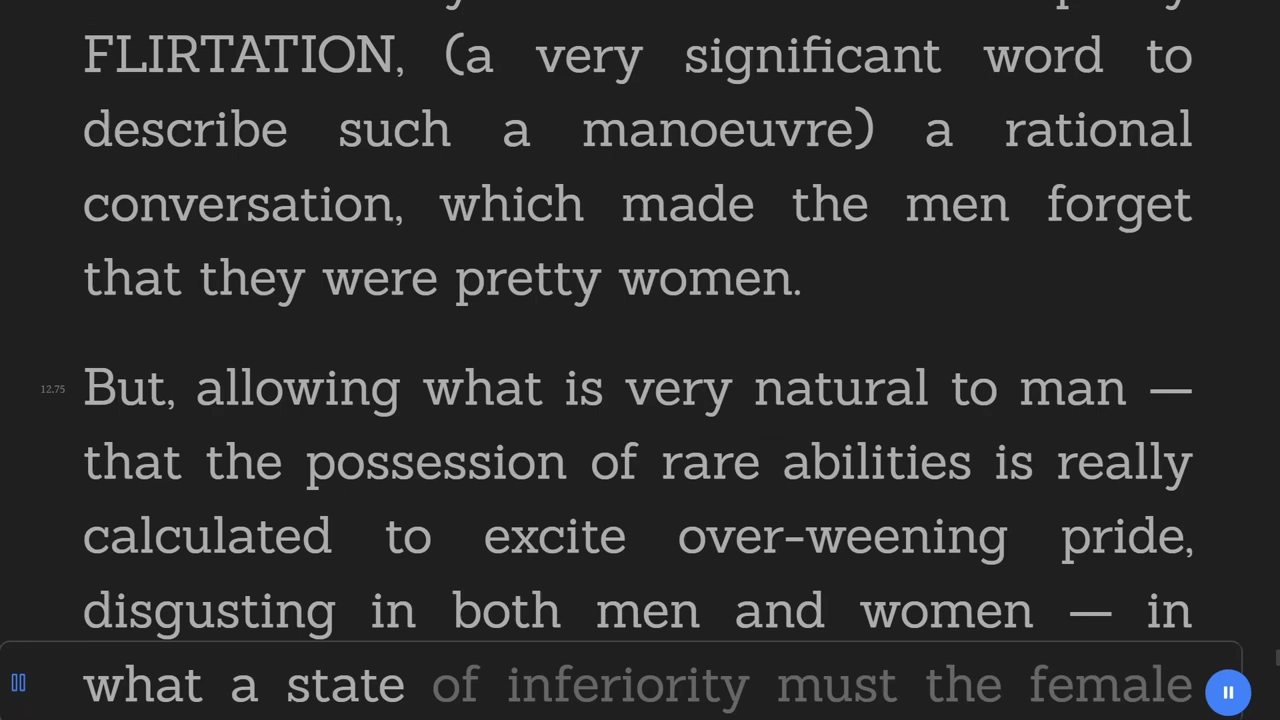 FLIRTATION, (a very significant word to
describe such a manoeuvre) a rational
conversation, which made the men forget
that they were pretty women.
12.75
But, allowing what is very natural to man —
that the possession of rare abilities is really
calculated to excite over-weening pride,
disgusting in both men and women — in
what a state of inferiority must the female